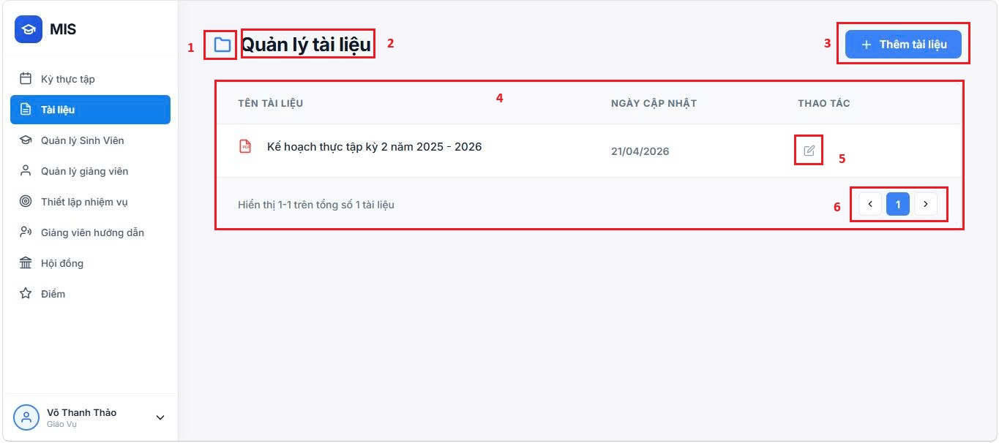 MIS
Kỳ thực tập
Tài liệu
Quản lý Sinh Viên
Quản lý giảng viên
Thiết lập nhiệm vụ
Giảng viên hướng dẫn
Hội đồng
Điểm
Võ Thanh Thảo
Giáo Vụ
1 Quản lý tài liệu 2
3 + Thêm tài liệu
TÊN TÀI LIỆU 4 NGÀY CẬP NHẬT THAO TÁC
PDF Kế hoạch thực tập kỳ 2 năm 2025 - 2026 21/04/2026 5
Hiển thị 1-1 trên tổng số 1 tài liệu 6 < 1 >